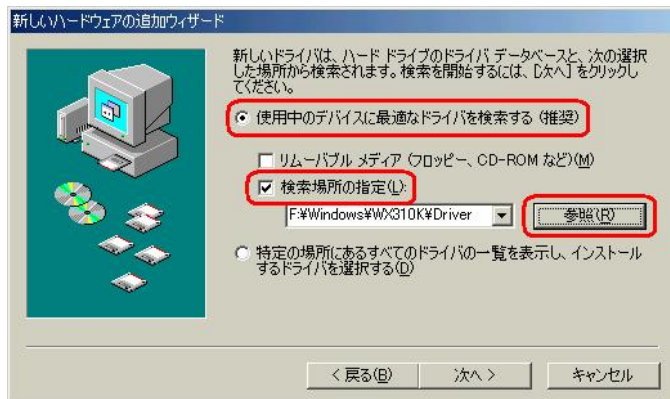 新しいハードウェアの追加ウィザード
新しいドライバは、ハード ドライブのドライバ データベースと、次の選択
した場所から検索されます。検索を開始するには、[次へ] をクリックし
てください。
使用中のデバイスに最適なドライバを検索する (推奨)
リムーバブル メディア (フロッピー、CD-ROM など)(M)
検索場所の指定(L):
F:¥Windows¥WX310K¥Driver
参照(R)
特定の場所にあるすべてのドライバの一覧を表示し、インストール
するドライバを選択する(D)
< 戻る(B)
次へ >
キャンセル